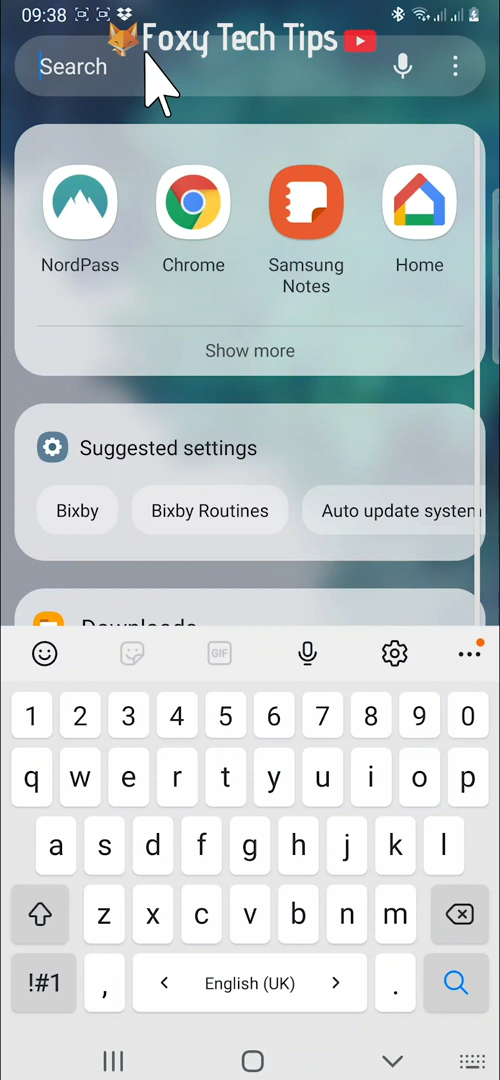 09:38
Foxy Tech Tips
Search
NordPass
Chrome
Samsung Notes
Home
Show more
Suggested settings
Bixby
Bixby Routines
Auto update system
Downloads
GIF
1 2 3 4 5 6 7 8 9 0
q w e r t y u i o p
a s d f g h j k l
z x c v b n m
!#1 , < English (UK) > .